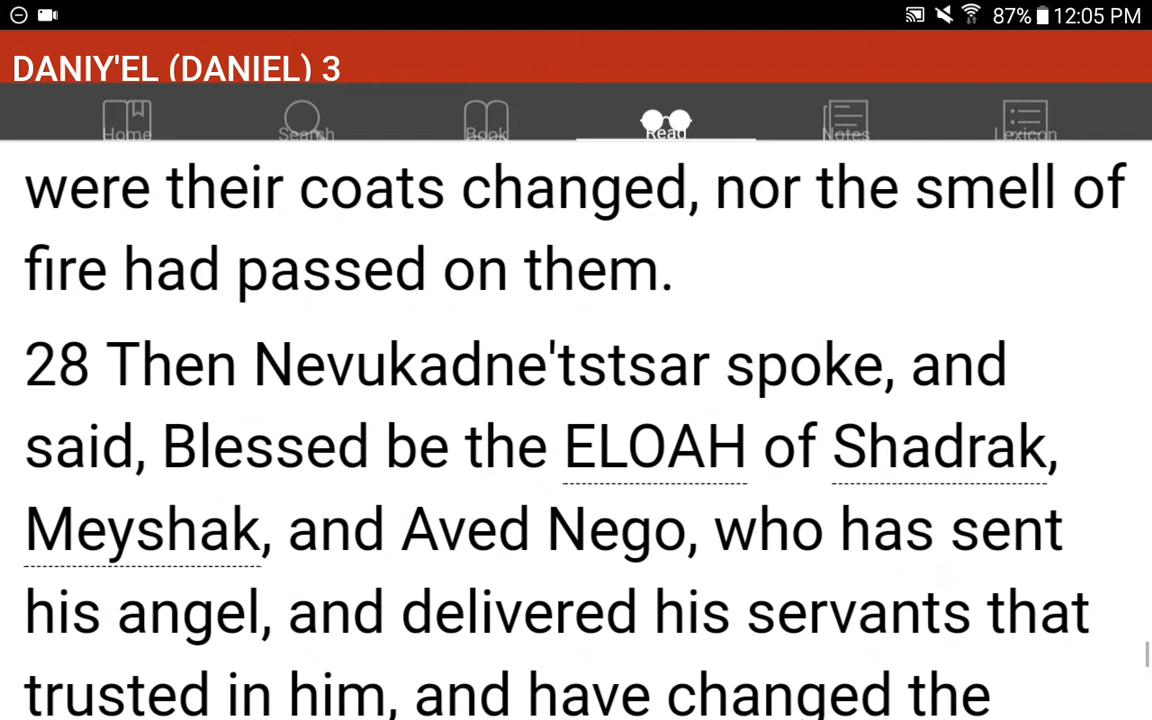 87% 12:05 PM
DANIY'EL (DANIEL) 3
Home Search Book Read Notes Lexicon
were their coats changed, nor the smell of
fire had passed on them.
28 Then Nevukadne'tstsar spoke, and
said, Blessed be the ELOAH of Shadrak,
Meyshak, and Aved Nego, who has sent
his angel, and delivered his servants that
trusted in him, and have changed the